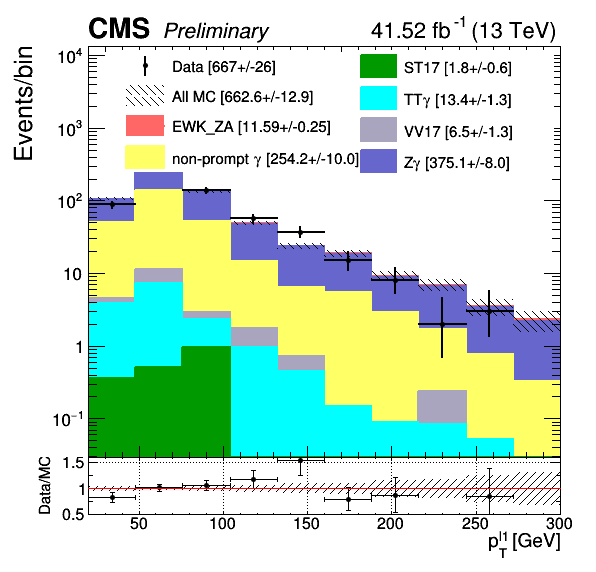 CMS Preliminary 41.52 fb⁻¹ (13 TeV)
Events/bin
Data [667+/-26]
All MC [662.6+/-12.9]
EWK_ZA [11.59+/-0.25]
non-prompt γ [254.2+/-10.0]
ST17 [1.8+/-0.6]
TTγ [13.4+/-1.3]
VV17 [6.5+/-1.3]
Zγ [375.1+/-8.0]
10⁴
10³
10²
10
1
10⁻¹
Data/MC
1.5
1
0.5
50 100 150 200 250 300
p_T^l1 [GeV]